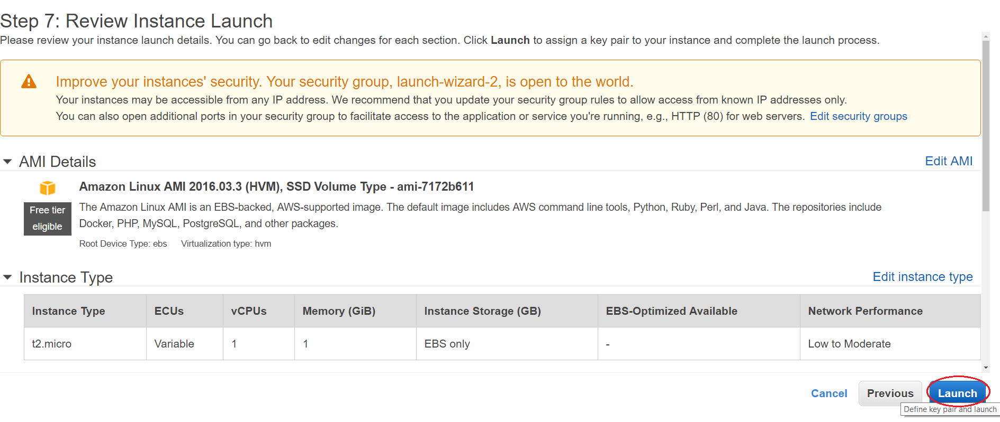 Step 7: Review Instance Launch
Please review your instance launch details. You can go back to edit changes for each section. Click Launch to assign a key pair to your instance and complete the launch process.
Improve your instances' security. Your security group, launch-wizard-2, is open to the world.
Your instances may be accessible from any IP address. We recommend that you update your security group rules to allow access from known IP addresses only.
You can also open additional ports in your security group to facilitate access to the application or service you're running, e.g., HTTP (80) for web servers. Edit security groups
AMI Details Edit AMI
Amazon Linux AMI 2016.03.3 (HVM), SSD Volume Type - ami-7172b611
Free tier
eligible
The Amazon Linux AMI is an EBS-backed, AWS-supported image. The default image includes AWS command line tools, Python, Ruby, Perl, and Java. The repositories include
Docker, PHP, MySQL, PostgreSQL, and other packages.
Root Device Type: ebs Virtualization type: hvm
Instance Type Edit instance type
Instance Type ECUs vCPUs Memory (GiB) Instance Storage (GB) EBS-Optimized Available Network Performance
t2.micro Variable 1 1 EBS only - Low to Moderate
Cancel Previous Launch
Define key pair and launch